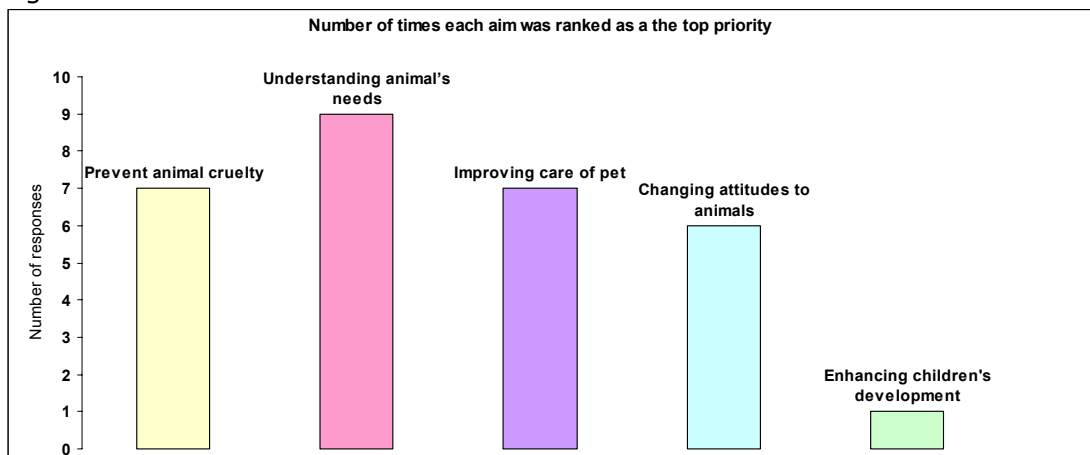 Number of times each aim was ranked as a the top priority
Number of responses
10
9
8
7
6
5
4
3
2
1
0
Prevent animal cruelty
Understanding animal's
needs
Improving care of pet
Changing attitudes to
animals
Enhancing children's
development